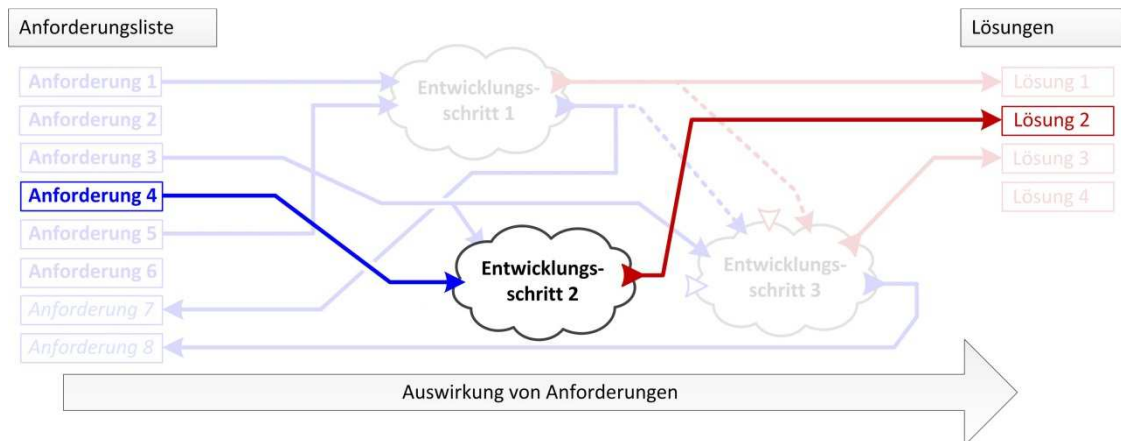 Anforderungsliste
Lösungen
Anforderung 1
Anforderung 2
Anforderung 3
Anforderung 4
Anforderung 5
Anforderung 6
Anforderung 7
Anforderung 8
Entwicklungs-
schritt 1
Entwicklungs-
schritt 2
Entwicklungs-
schritt 3
Lösung 1
Lösung 2
Lösung 3
Lösung 4
Auswirkung von Anforderungen